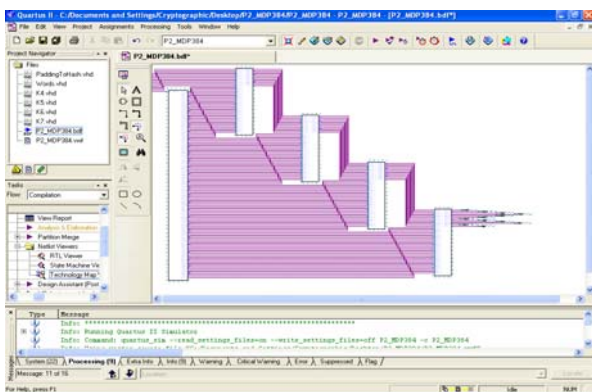 Quartus II - C:/Documents and Settings/Cryptographic/Desktop/P2_MDP384/P2_MDP384 - P2_MDP384 - [P2_MDP384.bdf*]
File Edit View Project Assignments Processing Tools Window Help
P2_MDP384
Project Navigator
P2_MDP384.bdf*
Files
PaddingToHash.vhd
Words.vhd
K4.vhd
K5.vhd
K6.vhd
K7.vhd
P2_MDP384.bdf
P2_MDP384.vwf
Tasks
Flow: Compilation
View Report
Analysis & Elaboration
Partition Merge
Netlist Viewers
RTL Viewer
State Machine Vi
Technology Map
Design Assistant (Post
Type Message
Info: Running Quartus II Simulator
Info: Command: quartus_sim --read_settings_files=on --write_settings_files=off P2_MDP384 -c P2_MDP384
System (22) Processing (9) Extra Info Info (9) Warning Critical Warning Error Suppressed Flag
Message: 11 of 16
For Help, press F1
Idle NUM